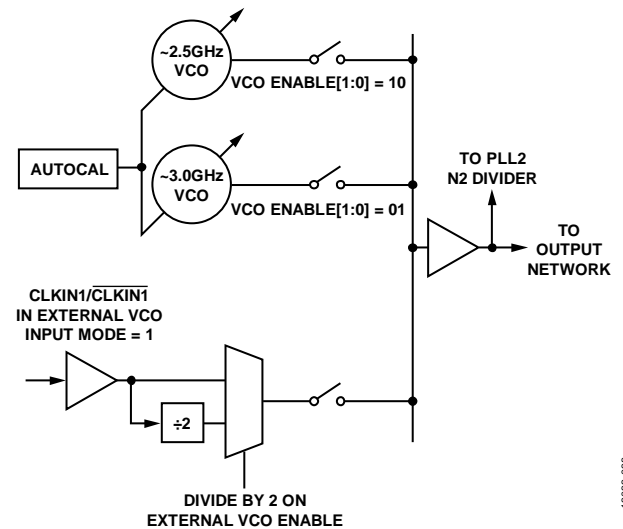 ~2.5GHz
VCO
VCO ENABLE[1:0] = 10
AUTOCAL
~3.0GHz
VCO
VCO ENABLE[1:0] = 01
TO PLL2
N2 DIVIDER
TO
OUTPUT
NETWORK
CLKIN1/CLKIN1
IN EXTERNAL VCO
INPUT MODE = 1
÷2
DIVIDE BY 2 ON
EXTERNAL VCO ENABLE